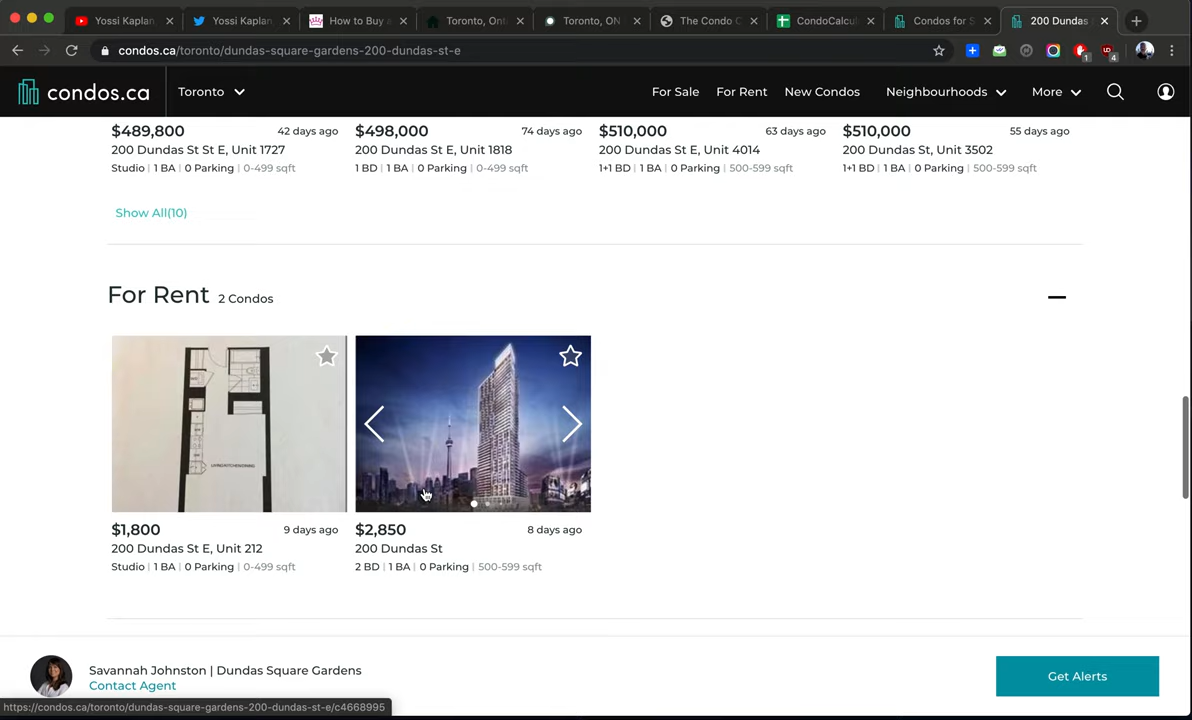 Yossi Kaplan
Yossi Kaplan
How to Buy a
Toronto, Ont
Toronto, ON
The Condo C
CondoCalcul
Condos for S
200 Dundas
condos.ca/toronto/dundas-square-gardens-200-dundas-st-e
1
4
condos.ca
Toronto
For Sale
For Rent
New Condos
Neighbourhoods
More
$489,800 42 days ago
200 Dundas St St E, Unit 1727
Studio | 1 BA | 0 Parking | 0-499 sqft
$498,000 74 days ago
200 Dundas St E, Unit 1818
1 BD | 1 BA | 0 Parking | 0-499 sqft
$510,000 63 days ago
200 Dundas St E, Unit 4014
1+1 BD | 1 BA | 0 Parking | 500-599 sqft
$510,000 55 days ago
200 Dundas St, Unit 3502
1+1 BD | 1 BA | 0 Parking | 500-599 sqft
Show All(10)
For Rent 2 Condos
$1,800 9 days ago
200 Dundas St E, Unit 212
Studio | 1 BA | 0 Parking | 0-499 sqft
$2,850 8 days ago
200 Dundas St
2 BD | 1 BA | 0 Parking | 500-599 sqft
Savannah Johnston | Dundas Square Gardens
Contact Agent
Get Alerts
https://condos.ca/toronto/dundas-square-gardens-200-dundas-st-e/c4668995